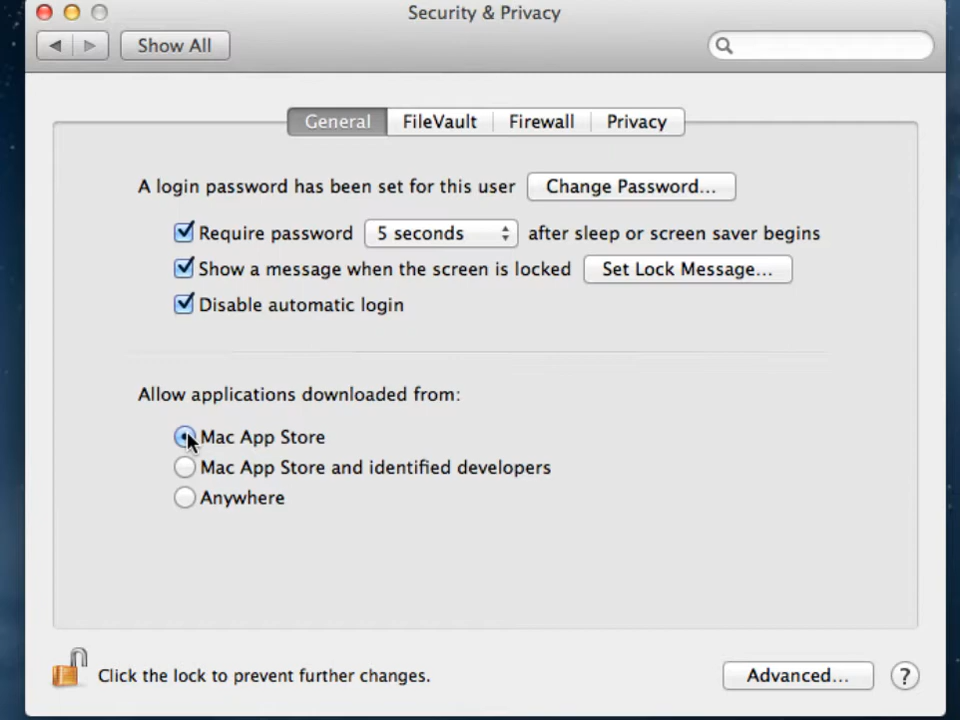 Security & Privacy
Show All
General FileVault Firewall Privacy
A login password has been set for this user Change Password...
Require password 5 seconds after sleep or screen saver begins
Show a message when the screen is locked Set Lock Message...
Disable automatic login
Allow applications downloaded from:
Mac App Store
Mac App Store and identified developers
Anywhere
Click the lock to prevent further changes. Advanced... ?